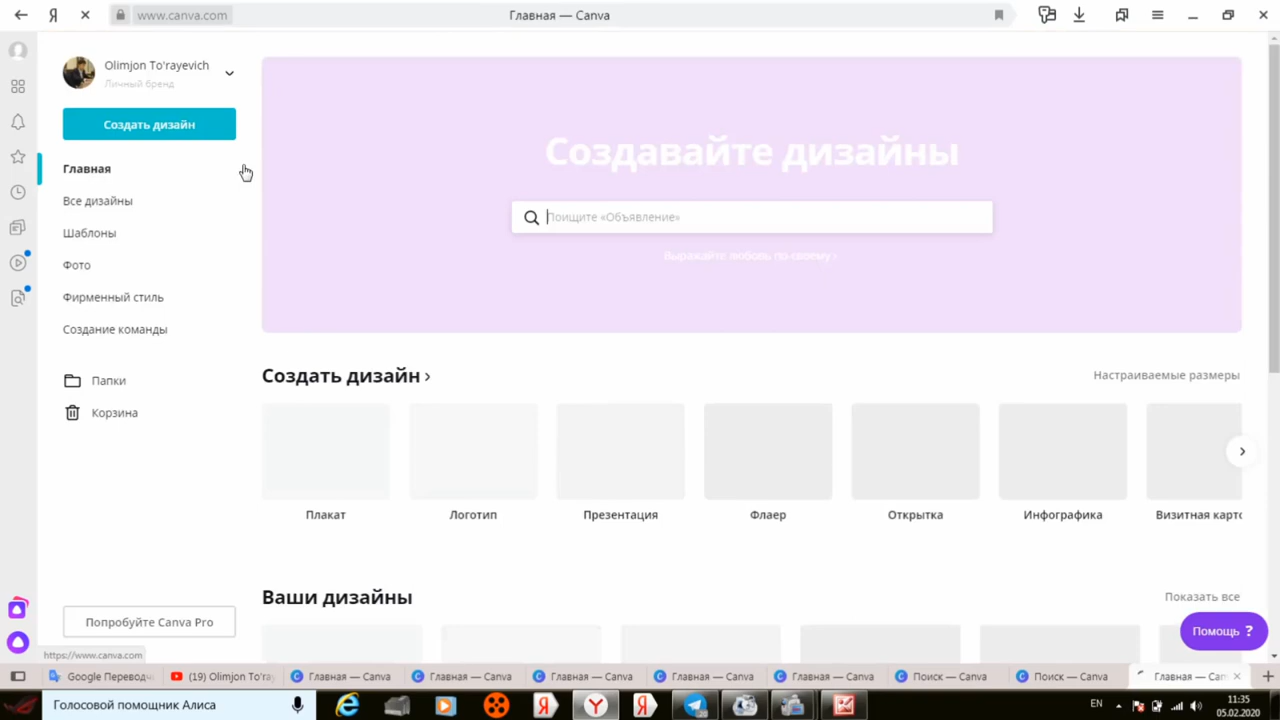 Я
www.canva.com
Главная — Canva
Olimjon To'rayevich
Личный бренд
Создать дизайн
Главная
Все дизайны
Шаблоны
Фото
Фирменный стиль
Создание команды
Папки
Корзина
Попробуйте Canva Pro
https://www.canva.com
Создавайте дизайны
Поищите «Объявление»
Выражайте любовь по-своему ›
Создать дизайн ›
Настраиваемые размеры
Плакат
Логотип
Презентация
Флаер
Открытка
Инфографика
Визитная карто
Ваши дизайны
Показать все
Помощь ?
Google Переводч
(19) Olimjon To'ray
Главная — Canva
Главная — Canva
Главная — Canva
Главная — Canva
Главная — Canva
Поиск — Canva
Поиск — Canva
Главная — Can
Голосовой помощник Алиса
EN
11:35
05.02.2020